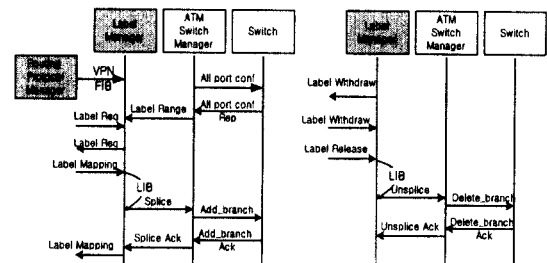 Label
Manager
ATM
Switch
Manager
Switch
Manager
VPN
FIB
All port conf
Label Range
All port conf
Rep
Label Req
Label Req
Label Mapping
LIB
Splice
Add_branch
Splice Ack
Add_branch
Ack
Label Mapping
Label
Manager
ATM
Switch
Manager
Switch
Label Withdraw
Label Withdraw
Label Release
LIB
Unsplice
Delete_branch
Unsplice Ack
Delete_branch
Ack